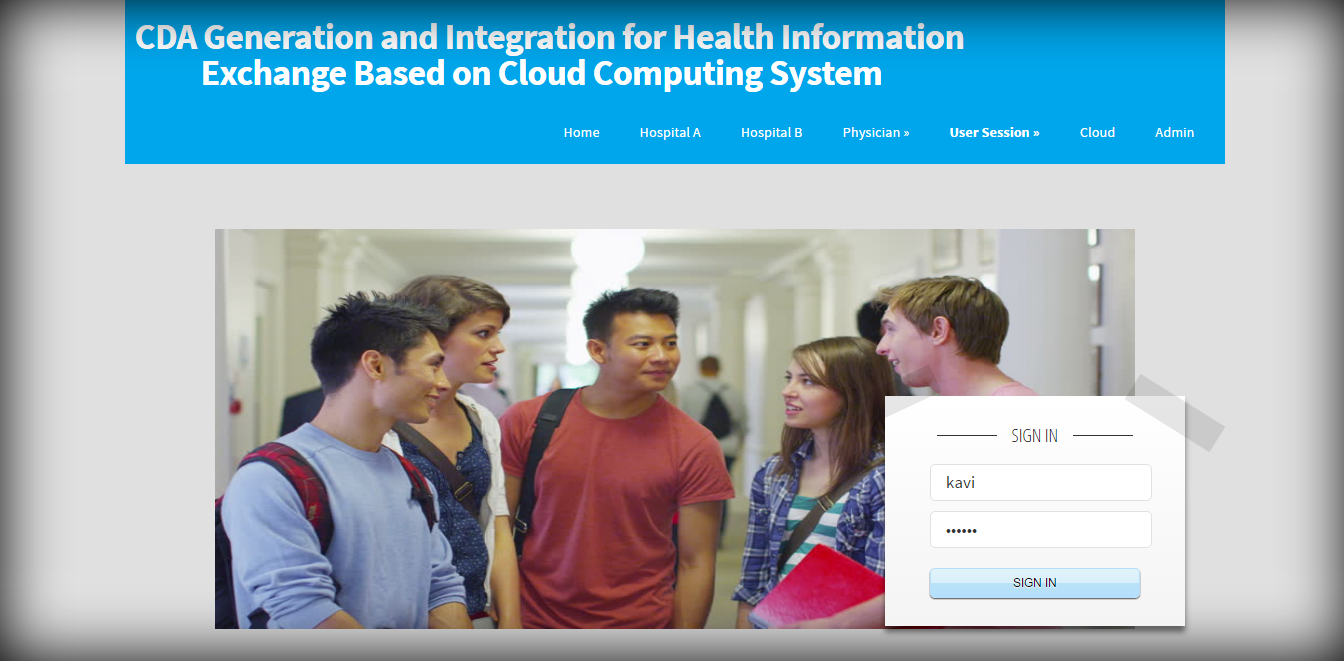 CDA Generation and Integration for Health Information
Exchange Based on Cloud Computing System
Home Hospital A Hospital B Physician » User Session » Cloud Admin
SIGN IN
kavi
••••••
SIGN IN